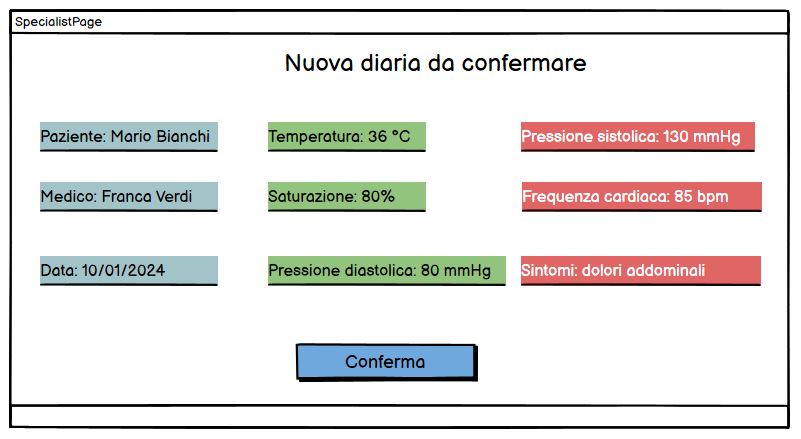 SpecialistPage
Nuova diaria da confermare
Paziente: Mario Bianchi
Temperatura: 36 °C
Pressione sistolica: 130 mmHg
Medico: Franca Verdi
Saturazione: 80%
Frequenza cardiaca: 85 bpm
Data: 10/01/2024
Pressione diastolica: 80 mmHg
Sintomi: dolori addominali
Conferma